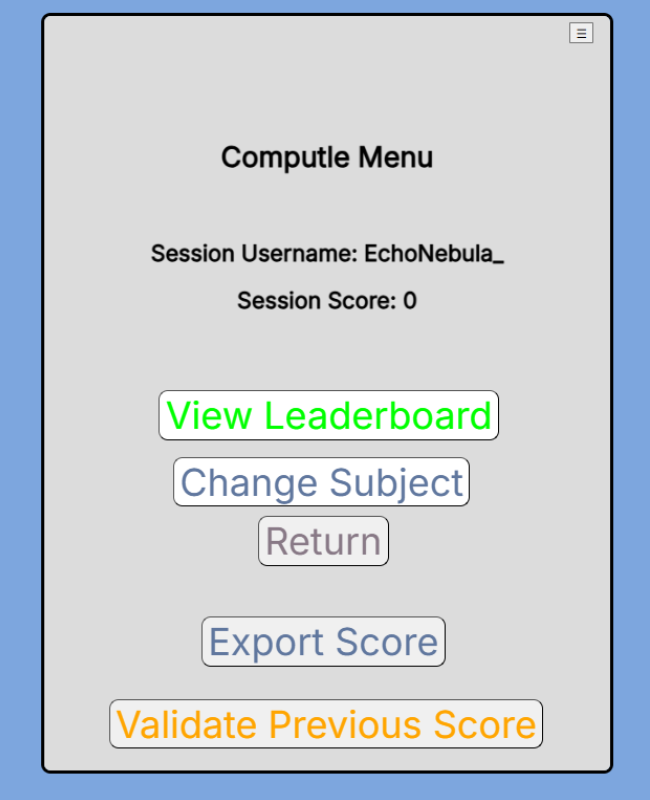 ☰
Computle Menu
Session Username: EchoNebula_
Session Score: 0
View Leaderboard
Change Subject
Return
Export Score
Validate Previous Score